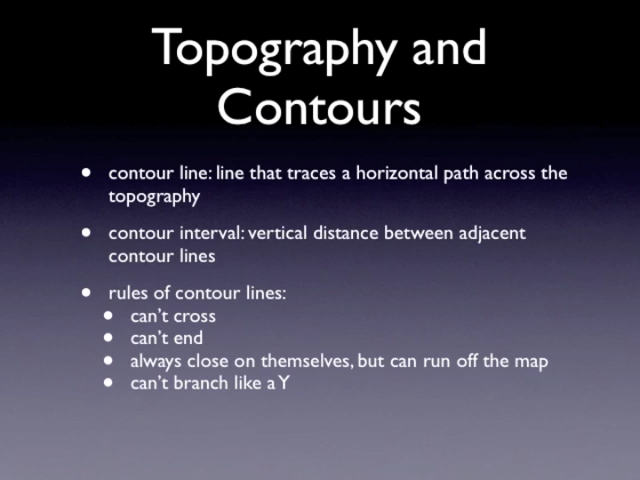 Topography and
Contours
• contour line: line that traces a horizontal path across the
topography
• contour interval: vertical distance between adjacent
contour lines
• rules of contour lines:
• can't cross
• can't end
• always close on themselves, but can run off the map
• can't branch like a Y